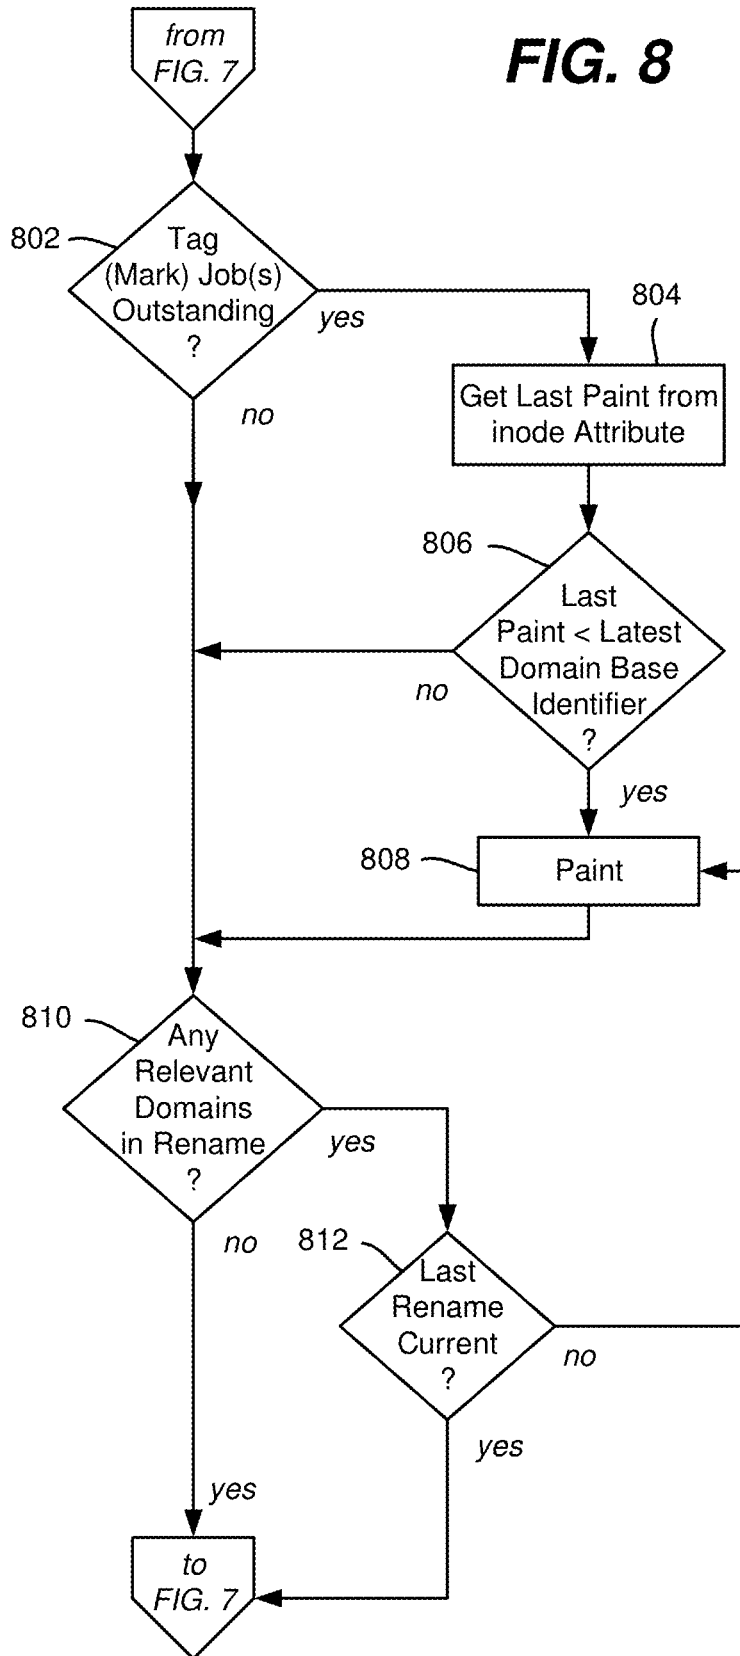 from
FIG. 7
FIG. 8
802
Tag
(Mark) Job(s)
Outstanding
?
yes
no
804
Get Last Paint from
inode Attribute
806
Last
Paint < Latest
Domain Base
Identifier
?
no
yes
808
Paint
810
Any
Relevant
Domains
in Rename
?
yes
no
812
Last
Rename
Current
?
no
yes
yes
to
FIG. 7